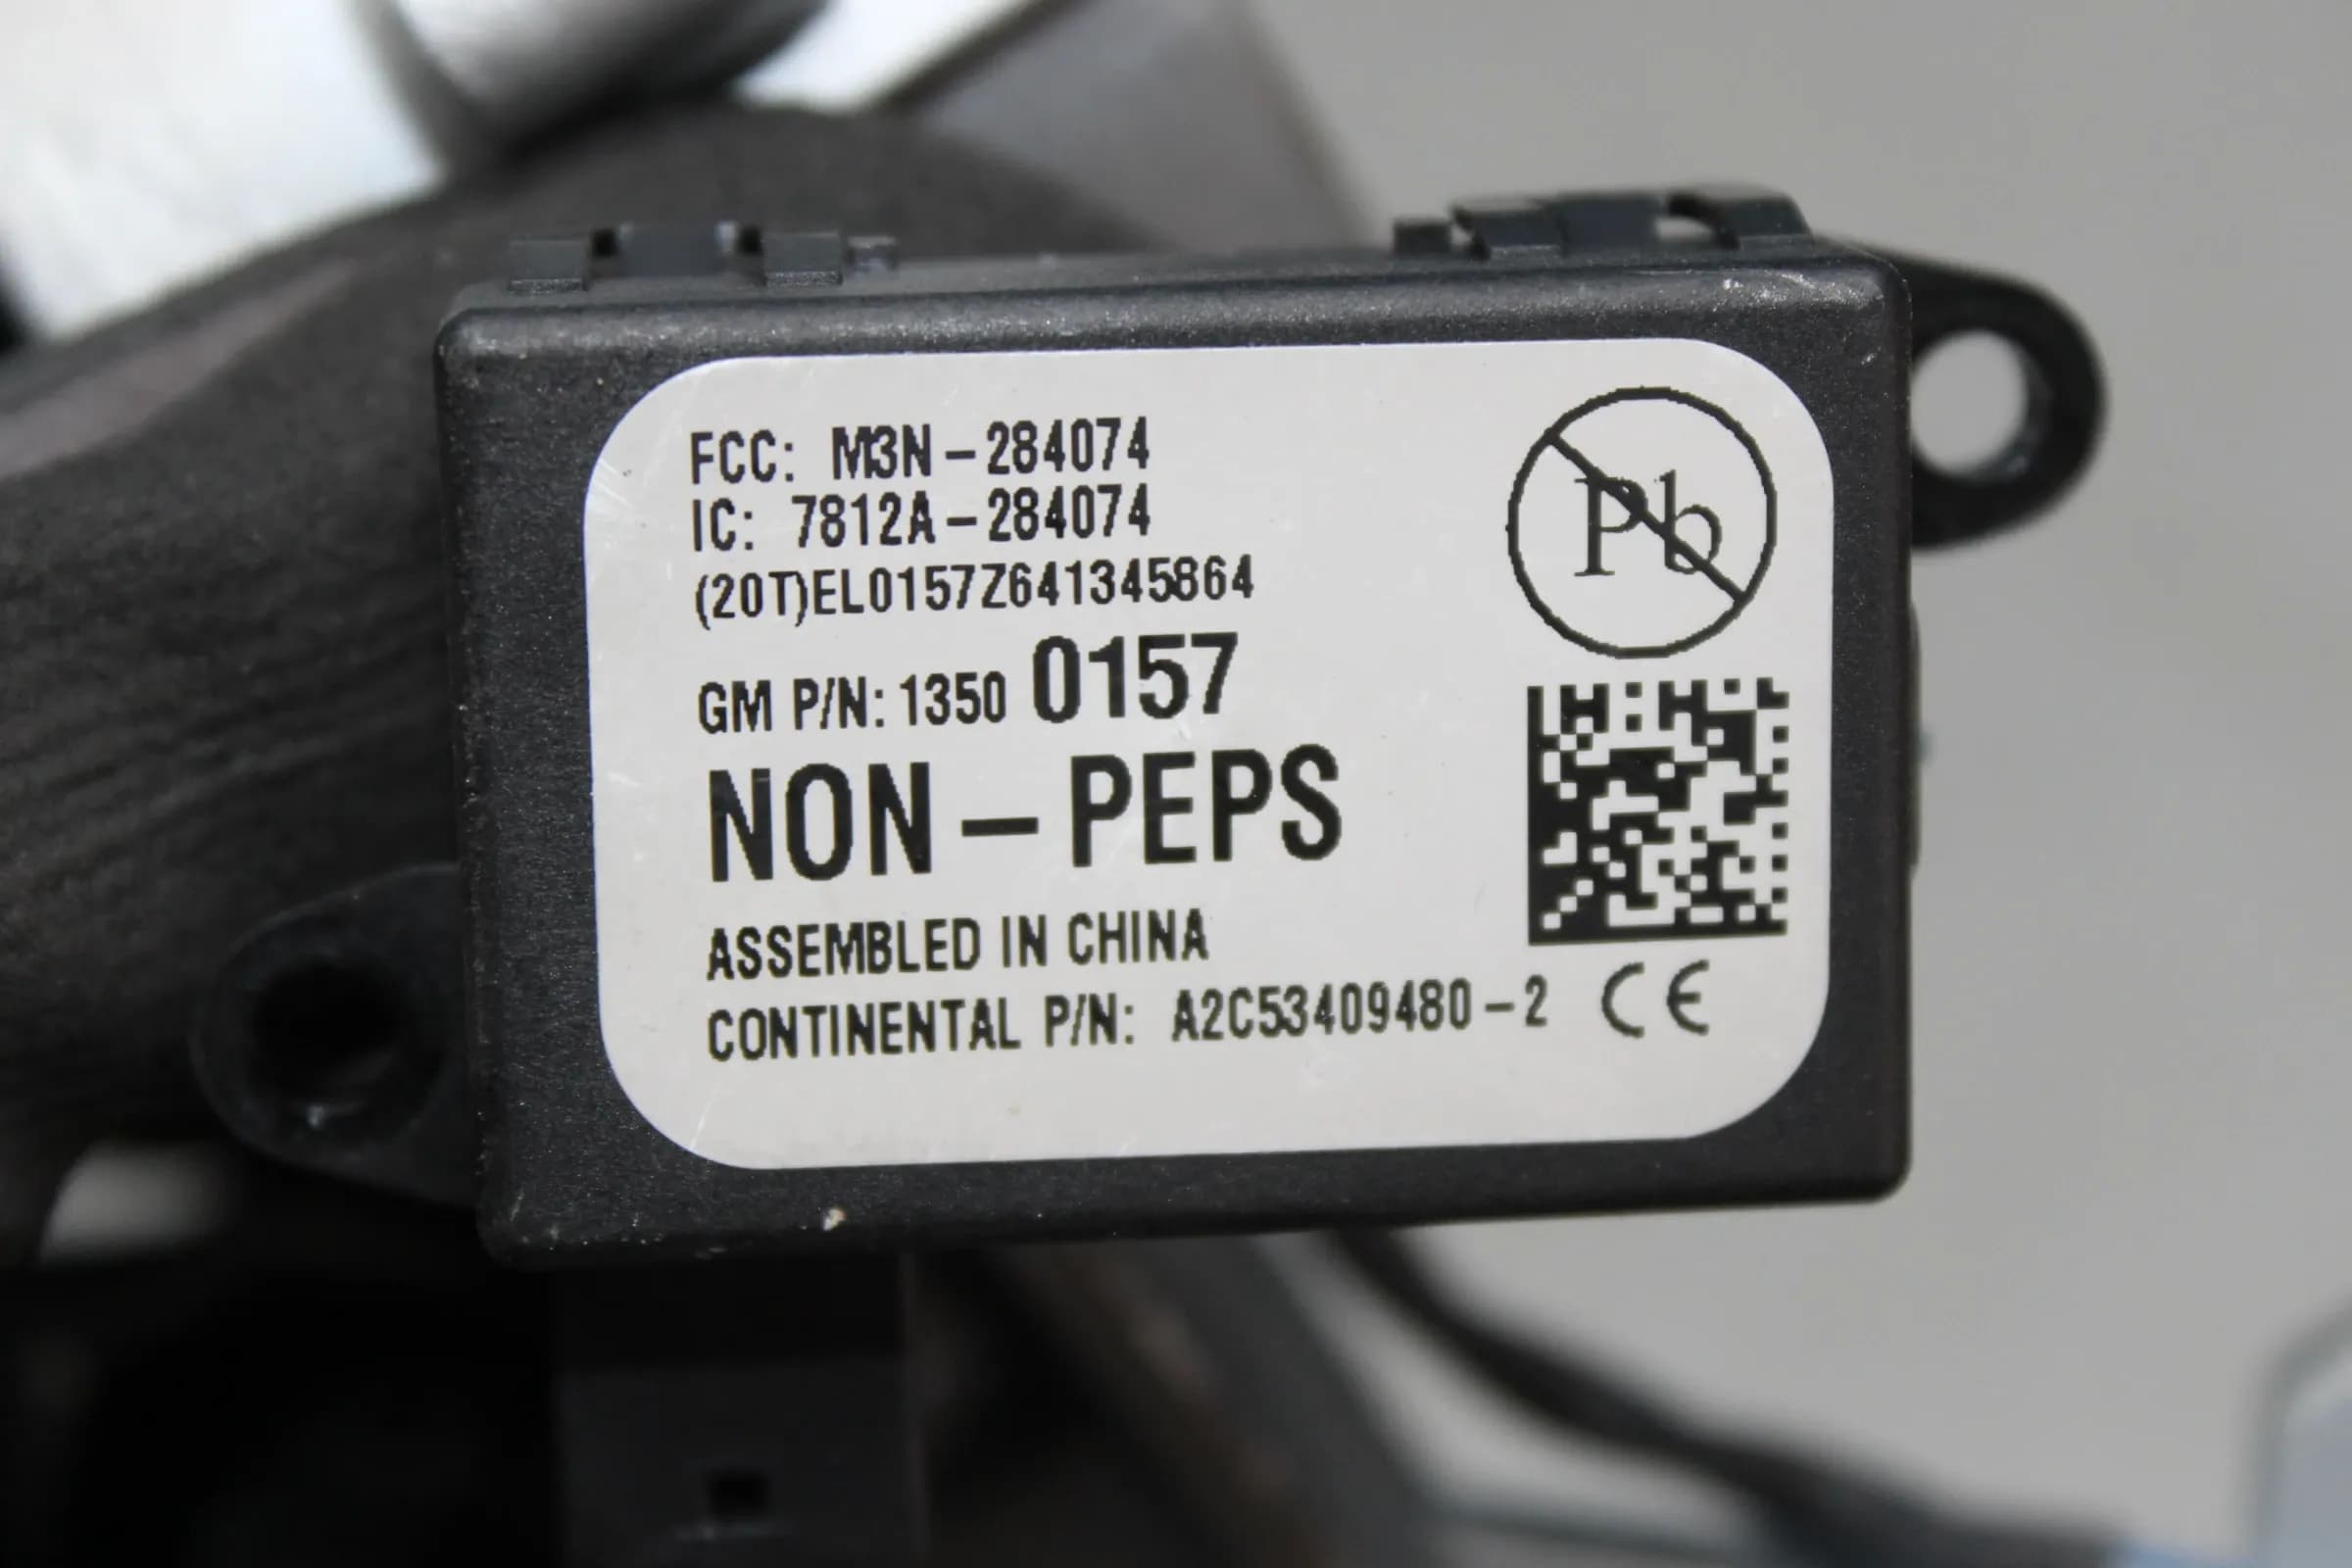 FCC: M3N-284074
IC: 7812A-284074
(20T)EL0157Z641345864
GM P/N: 1350 0157
NON-PEPS
ASSEMBLED IN CHINA
CONTINENTAL P/N: A2C53409480-2 CE
Pb